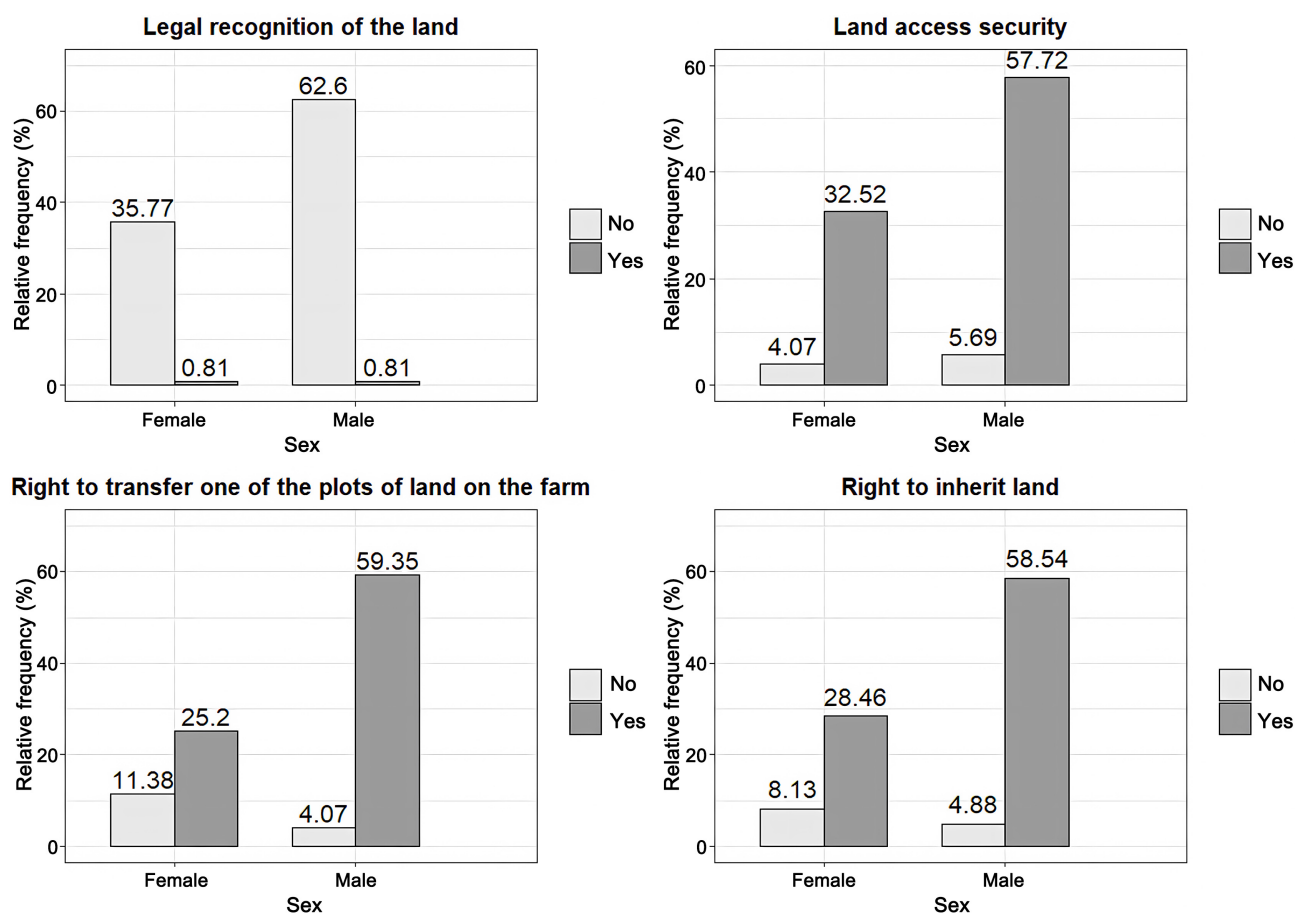 Legal recognition of the land
Relative frequency (%)
60
40
20
0
35.77
0.81
62.6
0.81
Female
Male
Sex
No
Yes
Land access security
Relative frequency (%)
60
40
20
0
4.07
32.52
5.69
57.72
Female
Male
Sex
No
Yes
Right to transfer one of the plots of land on the farm
Relative frequency (%)
60
40
20
0
11.38
25.2
4.07
59.35
Female
Male
Sex
No
Yes
Right to inherit land
Relative frequency (%)
60
40
20
0
8.13
28.46
4.88
58.54
Female
Male
Sex
No
Yes